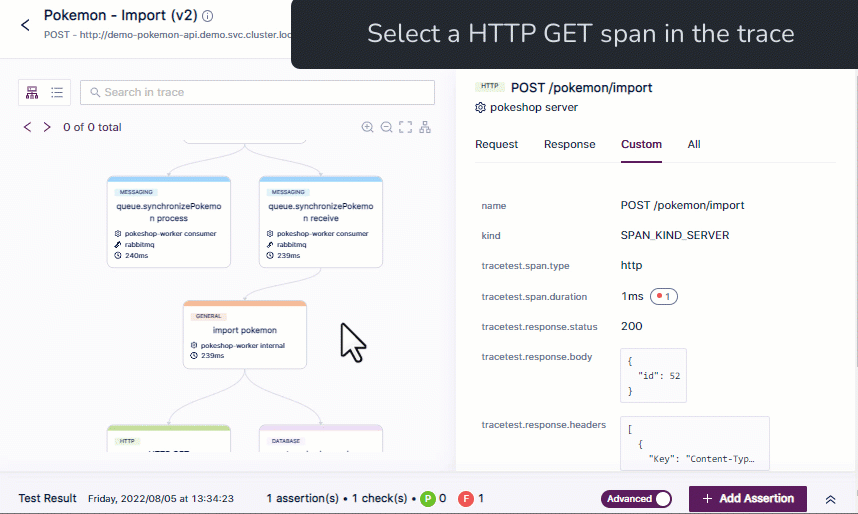 Pokemon - Import (v2)
POST - http://demo-pokemon-api.demo.svc.cluster.loc
Select a HTTP GET span in the trace
Search in trace
0 of 0 total
MESSAGING
queue.synchronizePokemo
n process
pokeshop-worker consumer
rabbitmq
240ms
MESSAGING
queue.synchronizePokemo
n receive
pokeshop-worker consumer
rabbitmq
239ms
GENERAL
import pokemon
pokeshop-worker internal
239ms
HTTP
HTTP GET
DATABASE
HTTP
POST /pokemon/import
pokeshop server
Request Response Custom All
name POST /pokemon/import
kind SPAN_KIND_SERVER
tracetest.span.type http
tracetest.span.duration 1ms 1
tracetest.response.status 200
tracetest.response.body {
"id": 52
}
tracetest.response.headers [
{
"Key": "Content-Typ...
Test Result Friday, 2022/08/05 at 13:34:23 1 assertion(s) • 1 check(s) • P 0 F 1 Advanced + Add Assertion